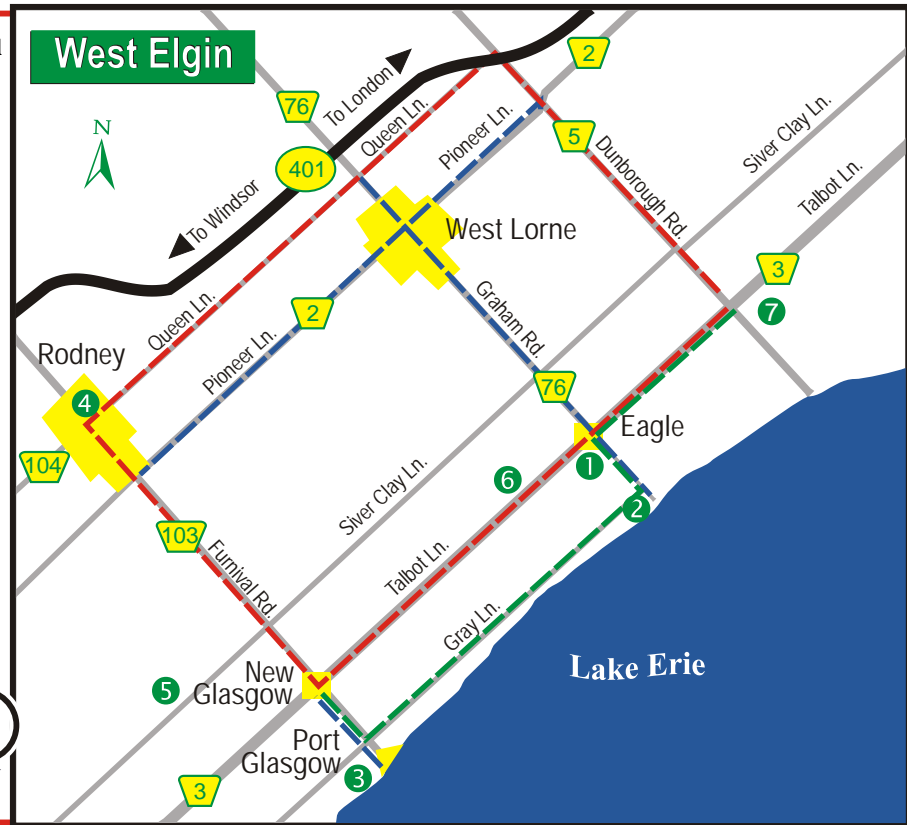 West Elgin
2
N
76
To London
Queen Ln.
Pioneer Ln.
5
401
Dunborough Rd.
Siver Clay Ln.
Talbot Ln.
To Windsor
West Lorne
3
7
Queen Ln.
2
Graham Rd.
Rodney
Pioneer Ln.
4
76
Eagle
104
1
6
Siver Clay Ln.
2
103
Furnival Rd.
Talbot Ln.
Gray Ln.
Lake Erie
New
Glasgow
5
Port
Glasgow
3
3